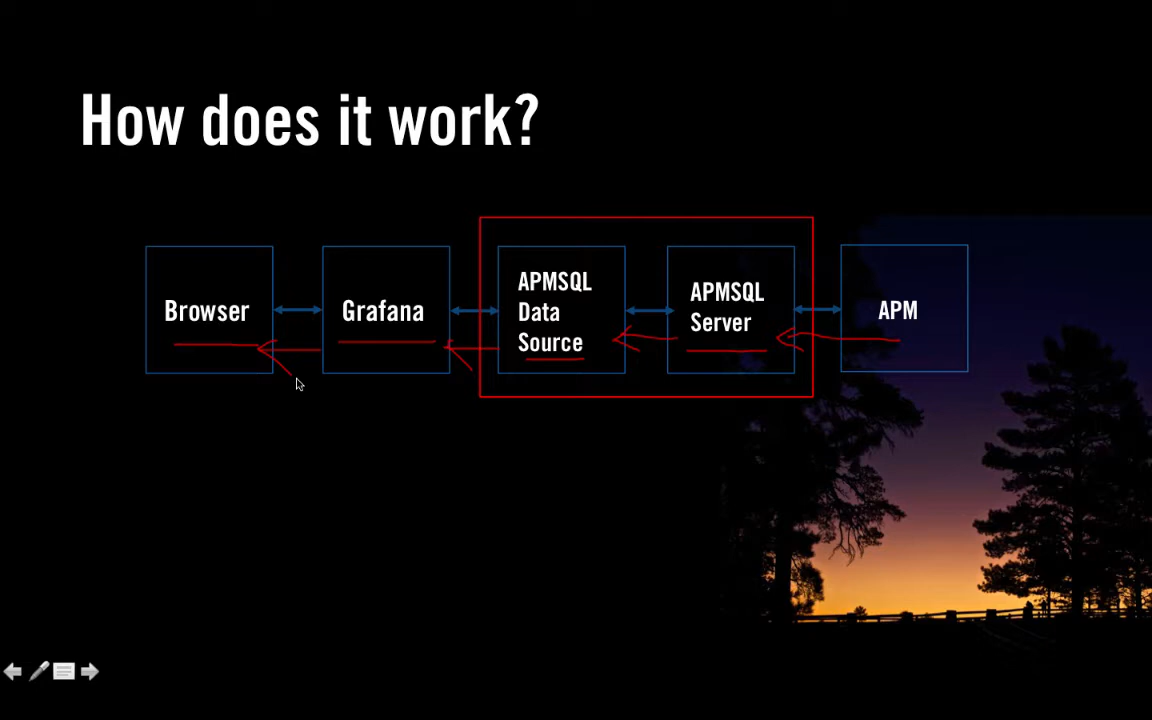 How does it work?
Browser
Grafana
APMSQL
Data
Source
APMSQL
Server
APM